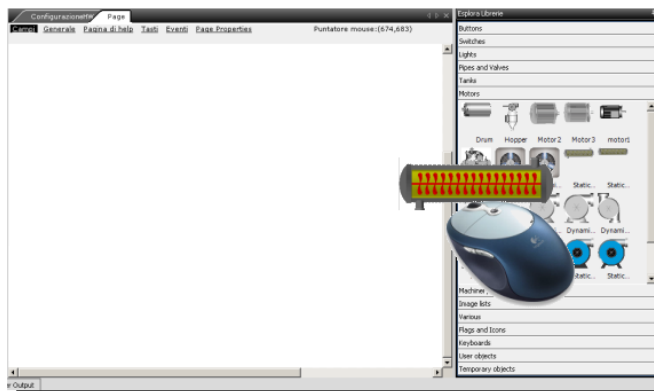 Page
Esplora Librerie
Campi Generale Pagina di help Tasti Eventi Page Properties
Puntatore mouse:(674,683)
Buttons
Switches
Lights
Pipes and Valves
Tanks
Motors
Drum Hopper Motor2 Motor3 motor1
Static... Static...
Dynami... Dynami...
Static... Static...
Image lists
Various
Flags and Icons
Keyboards
User objects
Temporary objects
Output